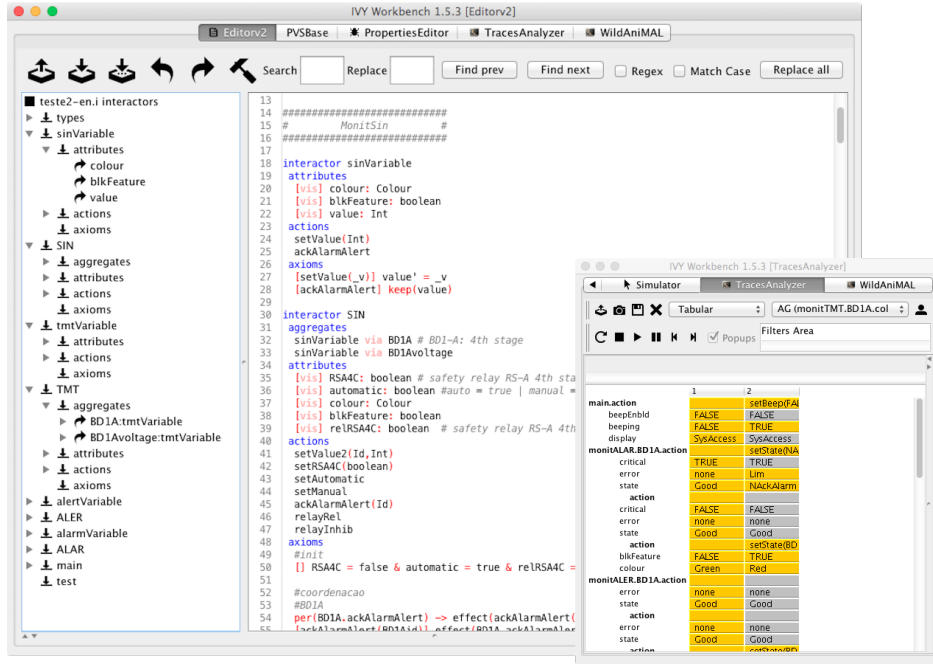 IVY Workbench 1.5.3 [Editorv2]
Editorv2 PVSBase PropertiesEditor TracesAnalyzer WildAniMAL
Search Replace Find prev Find next Regex Match Case Replace all
teste2-en.i interactors
types
sinVariable
attributes
colour
blkFeature
value
actions
axioms
SIN
aggregates
attributes
actions
axioms
tmtVariable
attributes
actions
axioms
TMT
aggregates
BD1A:tmtVariable
BD1Avoltage:tmtVariable
attributes
actions
axioms
alertVariable
ALER
alarmVariable
ALAR
main
test
13
14 ############################
15 # MonitSin #
16 ############################
17
18 interactor sinVariable
19 attributes
20 [vis] colour: Colour
21 [vis] blkFeature: boolean
22 [vis] value: Int
23 actions
24 setValue(Int)
25 ackAlarmAlert
26 axioms
27 [setValue(_v)] value' = _v
28 [ackAlarmAlert] keep(value)
29
30 interactor SIN
31 aggregates
32 sinVariable via BD1A # BD1-A: 4th stage
33 sinVariable via BD1Avoltage
34 attributes
35 [vis] RSA4C: boolean # safety relay RS-A 4th sta
36 [vis] automatic: boolean #auto = true | manual =
37 [vis] colour: Colour
38 [vis] blkFeature: boolean
39 [vis] relRSA4C: boolean # safety relay RS-A 4th
40 actions
41 setValue2(Id,Int)
42 setRSA4C(boolean)
43 setAutomatic
44 setManual
45 ackAlarmAlert(Id)
46 relayRel
47 relayInhib
48 axioms
49 #init
50 [] RSA4C = false & automatic = true & relRSA4C =
51
52 #coordenacao
53 #BD1A
54 per(BD1A.ackAlarmAlert) -> effect(ackAlarmAlert(
55 [ackAlarmAlert(BD1Aid)] effect(BD1A.ackAlarmAler
IVY Workbench 1.5.3 [TracesAnalyzer]
Simulator TracesAnalyzer WildAniMAL
Tabular AG (monitTMT.BD1A.col
Popups Filters Area
1 2
main.action setBeep(FAL
beepEnbld FALSE FALSE
beeping FALSE TRUE
display SysAccess SysAccess
monitALAR.BD1A.action setState(NA
critical TRUE TRUE
error none Lim
state Good NAckAlarm
action
critical FALSE FALSE
error none none
state Good Good
action setState(BD
blkFeature FALSE TRUE
colour Green Red
monitALER.BD1A.action
error none none
state Good Good
action
error none none
state Good Good
action setState(BD